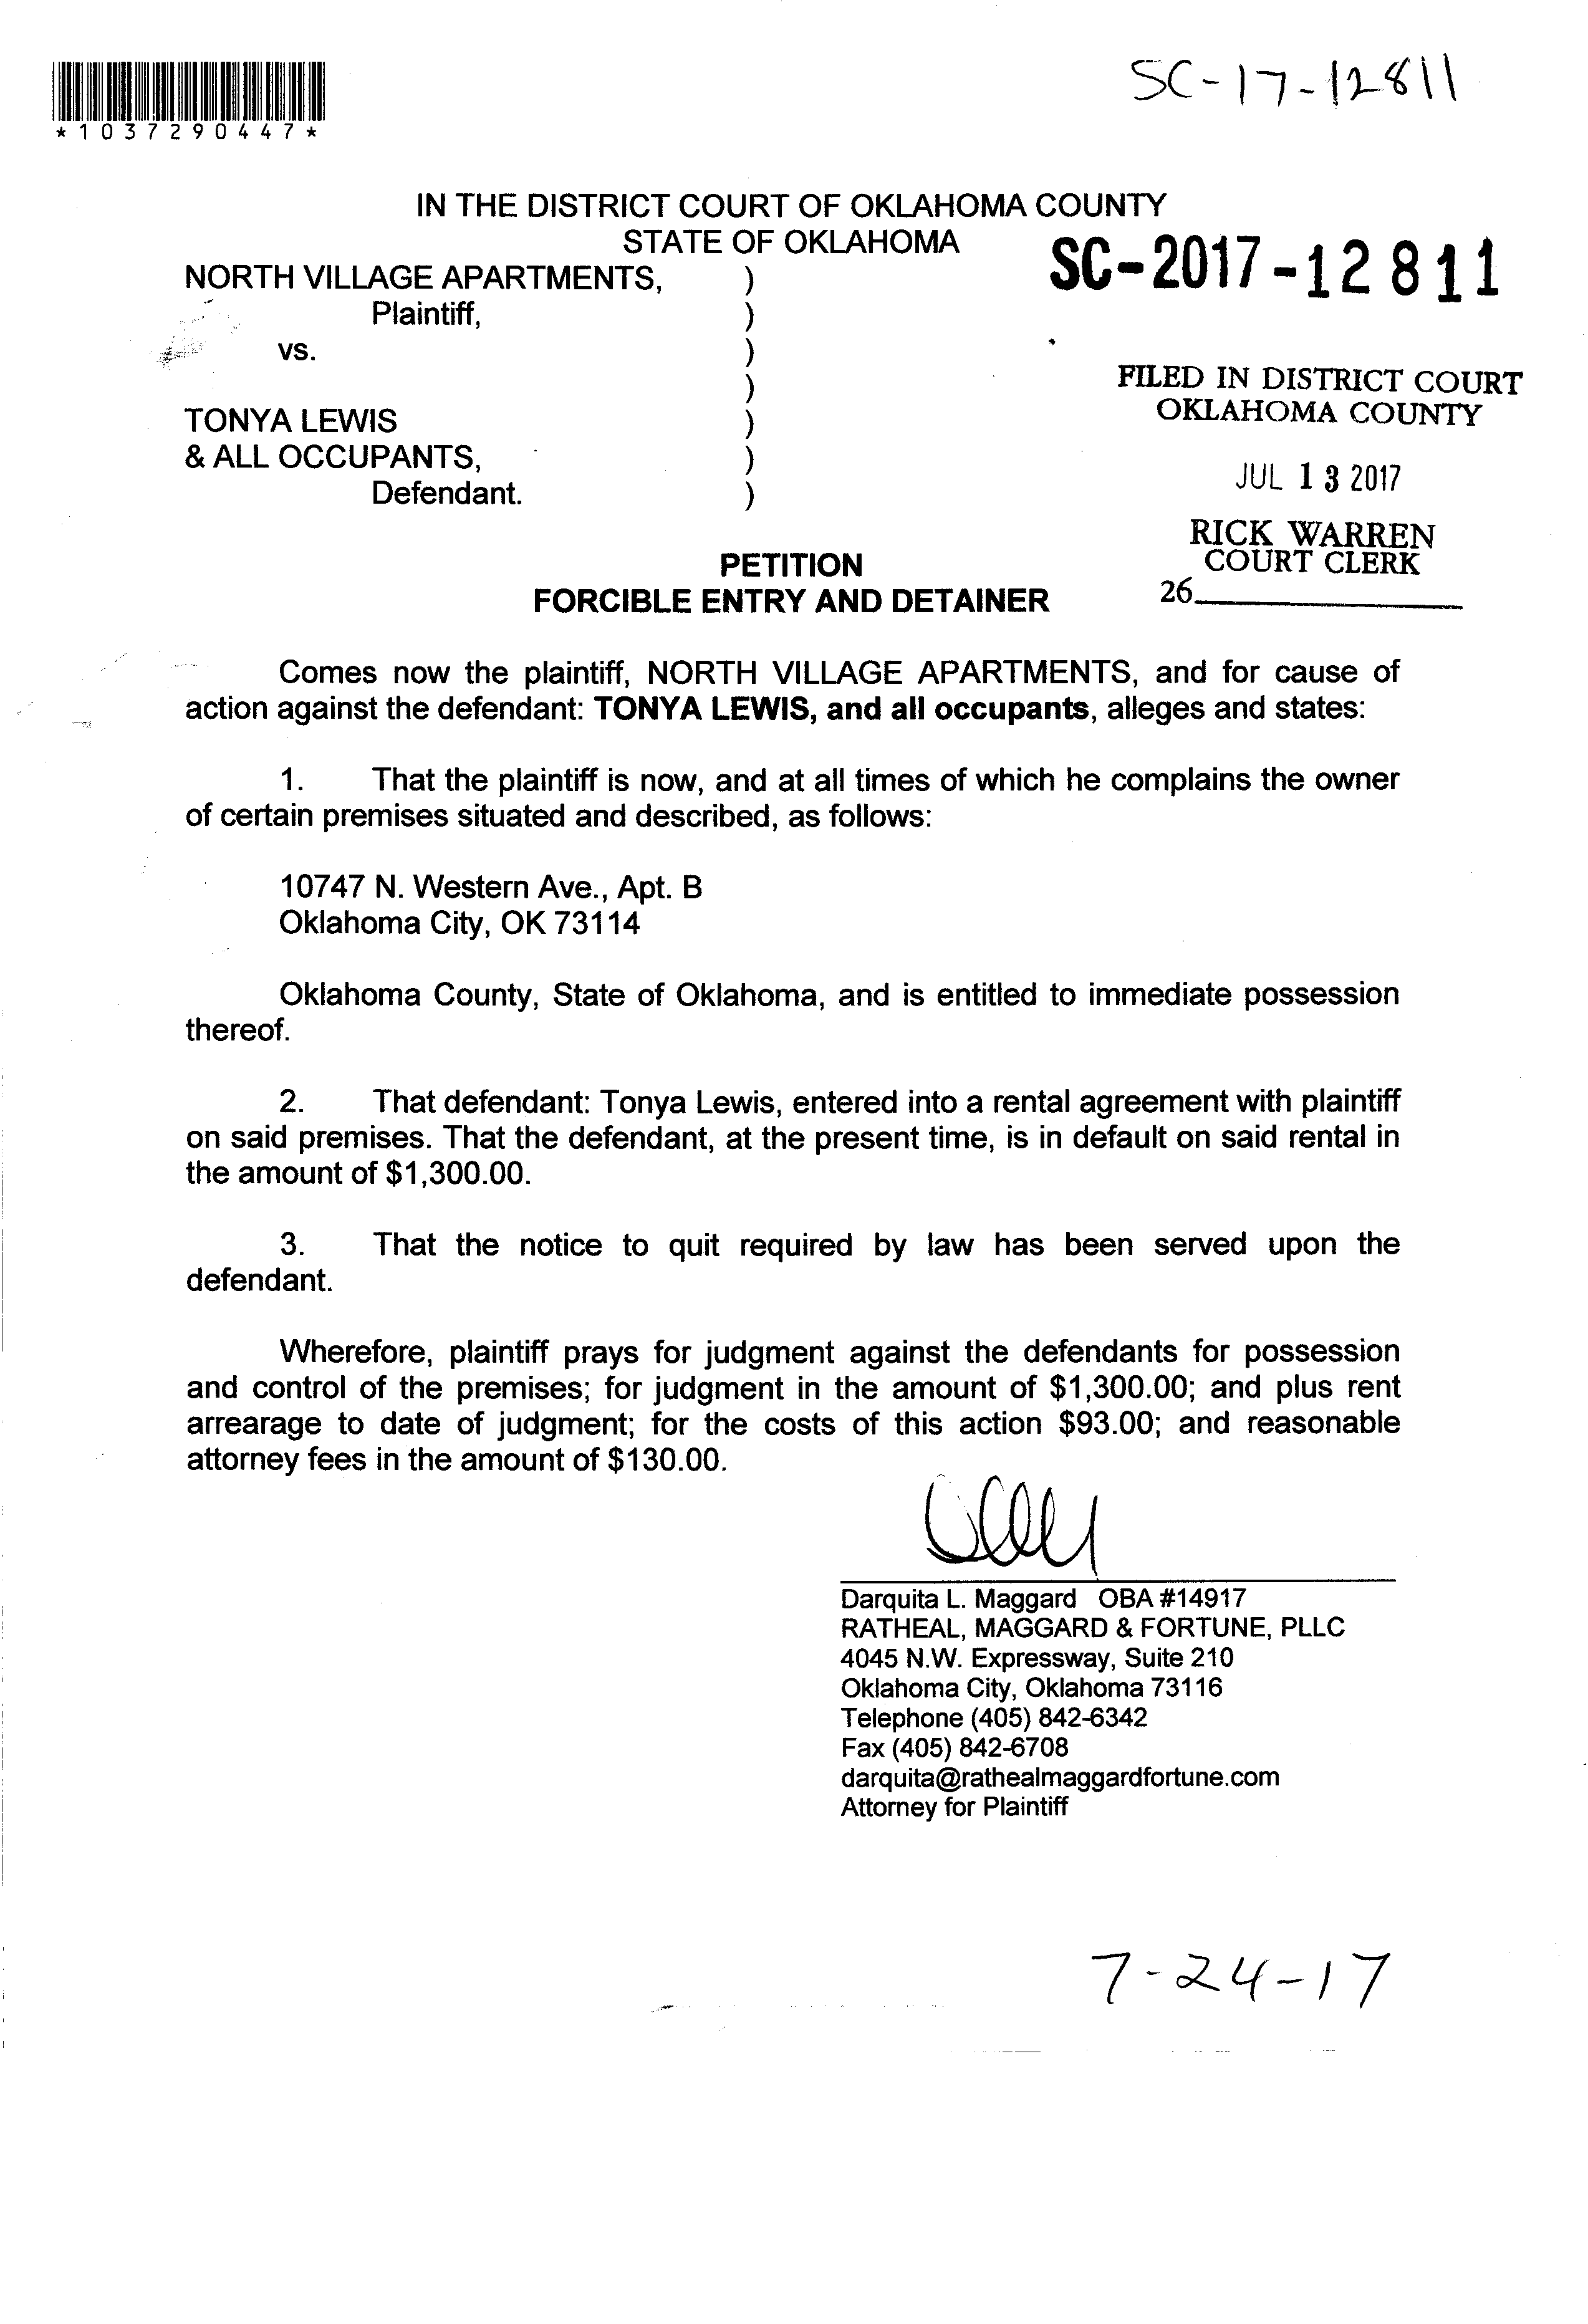 *1037290447*
SC-17-12811
IN THE DISTRICT COURT OF OKLAHOMA COUNTY
STATE OF OKLAHOMA
SC-2017-12811
NORTH VILLAGE APARTMENTS, )
Plaintiff, )
vs. )
)
TONYA LEWIS )
& ALL OCCUPANTS, )
Defendant. )
FILED IN DISTRICT COURT
OKLAHOMA COUNTY
JUL 13 2017
RICK WARREN
COURT CLERK
26
PETITION
FORCIBLE ENTRY AND DETAINER
Comes now the plaintiff, NORTH VILLAGE APARTMENTS, and for cause of
action against the defendant: TONYA LEWIS, and all occupants, alleges and states:
1. That the plaintiff is now, and at all times of which he complains the owner
of certain premises situated and described, as follows:
10747 N. Western Ave., Apt. B
Oklahoma City, OK 73114
Oklahoma County, State of Oklahoma, and is entitled to immediate possession
thereof.
2. That defendant: Tonya Lewis, entered into a rental agreement with plaintiff
on said premises. That the defendant, at the present time, is in default on said rental in
the amount of $1,300.00.
3. That the notice to quit required by law has been served upon the
defendant.
Wherefore, plaintiff prays for judgment against the defendants for possession
and control of the premises; for judgment in the amount of $1,300.00; and plus rent
arrearage to date of judgment; for the costs of this action $93.00; and reasonable
attorney fees in the amount of $130.00.
Darquita L. Maggard OBA #14917
RATHEAL, MAGGARD & FORTUNE, PLLC
4045 N.W. Expressway, Suite 210
Oklahoma City, Oklahoma 73116
Telephone (405) 842-6342
Fax (405) 842-6708
darquita@rathealmaggardfortune.com
Attorney for Plaintiff
7-24-17